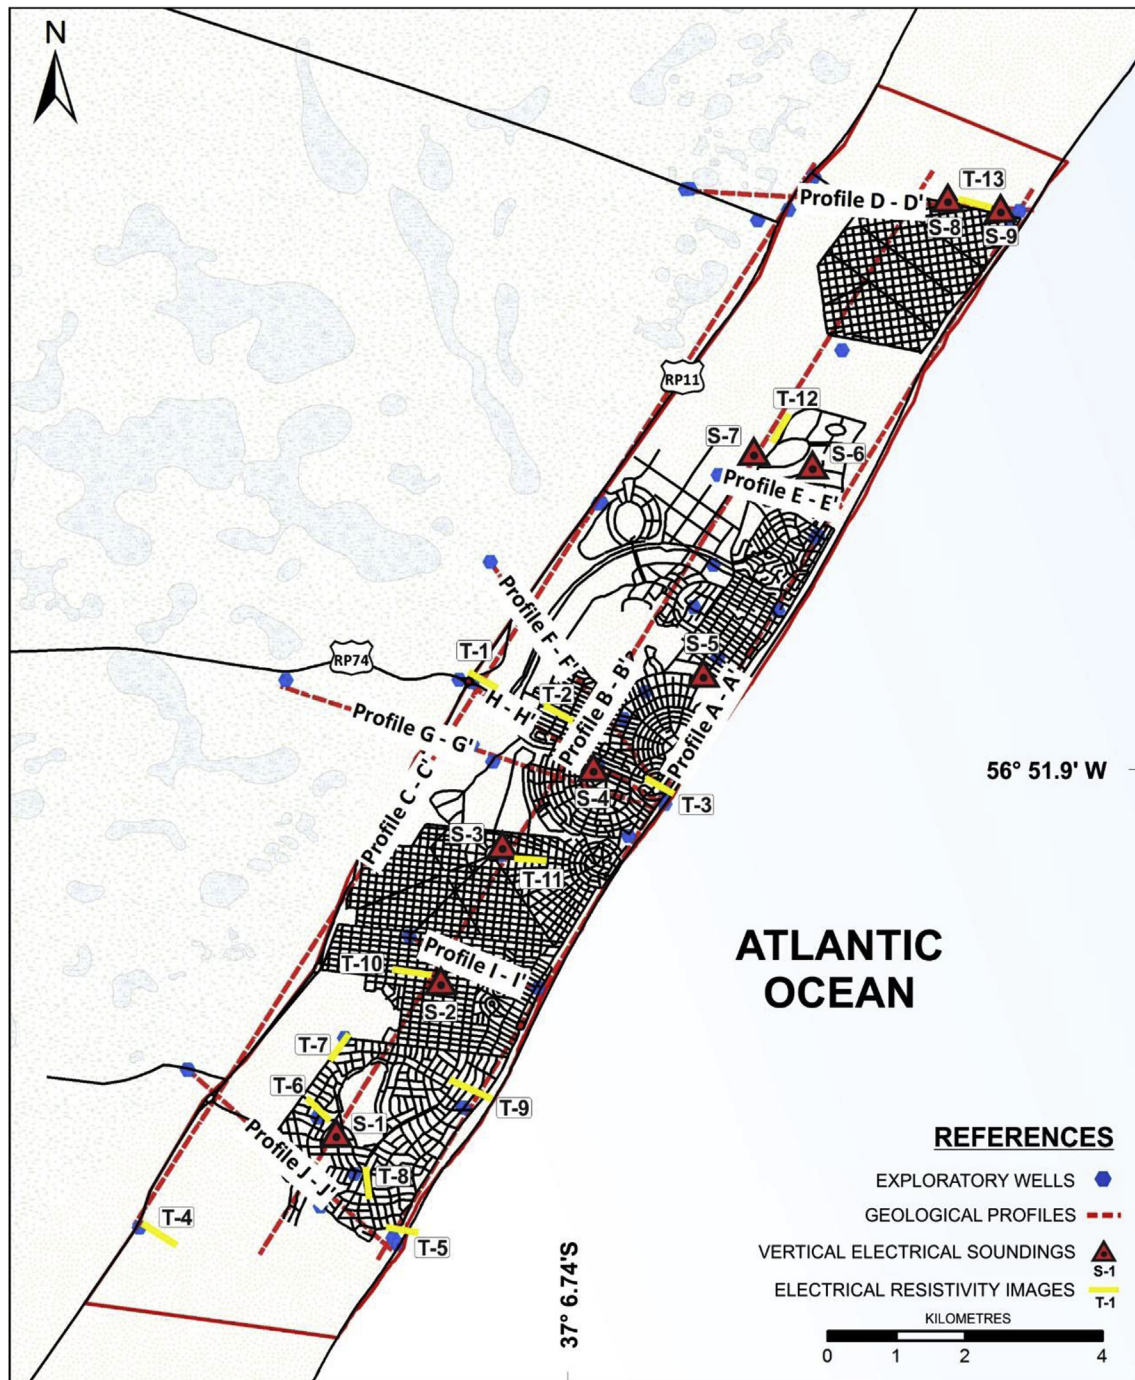 N
T-13
Profile D - D'
S-8
S-9
RP11
T-12
S-7
S-6
Profile E - E'
Profile F - F'
S-5
RP74
T-1
H - H'
T-2
Profile B - B'
Profile A - A'
Profile G - G'
56° 51.9' W
S-4
T-3
Profile C - C'
S-3
T-11
ATLANTIC
OCEAN
Profile I - I'
T-10
S-2
T-7
T-6
T-9
S-1
Profile J - J'
T-8
T-4
T-5
37° 6.74'S
REFERENCES
EXPLORATORY WELLS
GEOLOGICAL PROFILES
VERTICAL ELECTRICAL SOUNDINGS
S-1
ELECTRICAL RESISTIVITY IMAGES
T-1
KILOMETRES
0 1 2 4